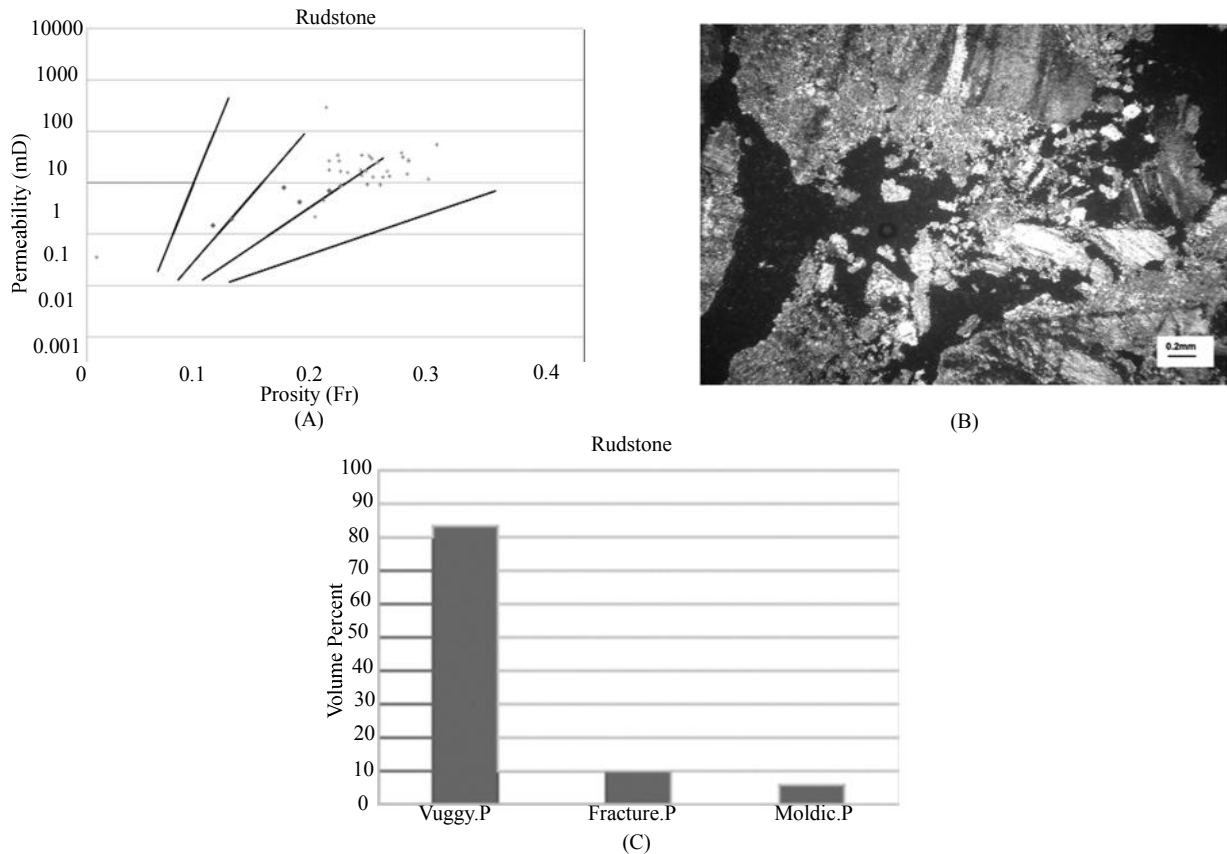 Rudstone
10000
1000
100
10
1
0.1
0.01
0.001
Permeability (mD)
0 0.1 0.2 0.3 0.4
Prosity (Fr)
(A)
0.2mm
(B)
Rudstone
100
90
80
70
60
50
40
30
20
10
0
Volume Percent
Vuggy.P Fracture.P Moldic.P
(C)